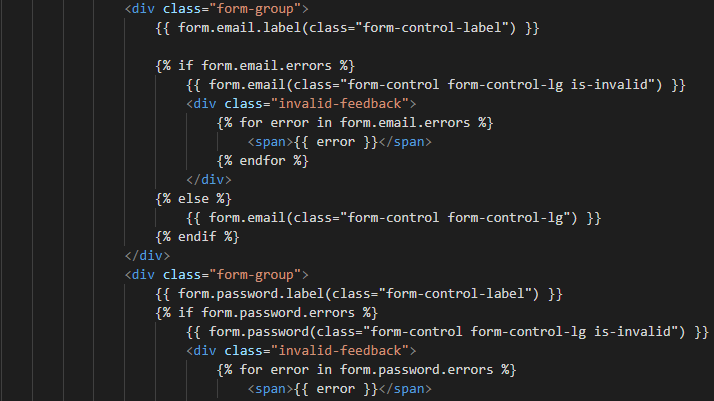 <div class="form-group">
{{ form.email.label(class="form-control-label") }}
{% if form.email.errors %}
{{ form.email(class="form-control form-control-lg is-invalid") }}
<div class="invalid-feedback">
{% for error in form.email.errors %}
<span>{{ error }}</span>
{% endfor %}
</div>
{% else %}
{{ form.email(class="form-control form-control-lg") }}
{% endif %}
</div>
<div class="form-group">
{{ form.password.label(class="form-control-label") }}
{% if form.password.errors %}
{{ form.password(class="form-control form-control-lg is-invalid") }}
<div class="invalid-feedback">
{% for error in form.password.errors %}
<span>{{ error }}</span>